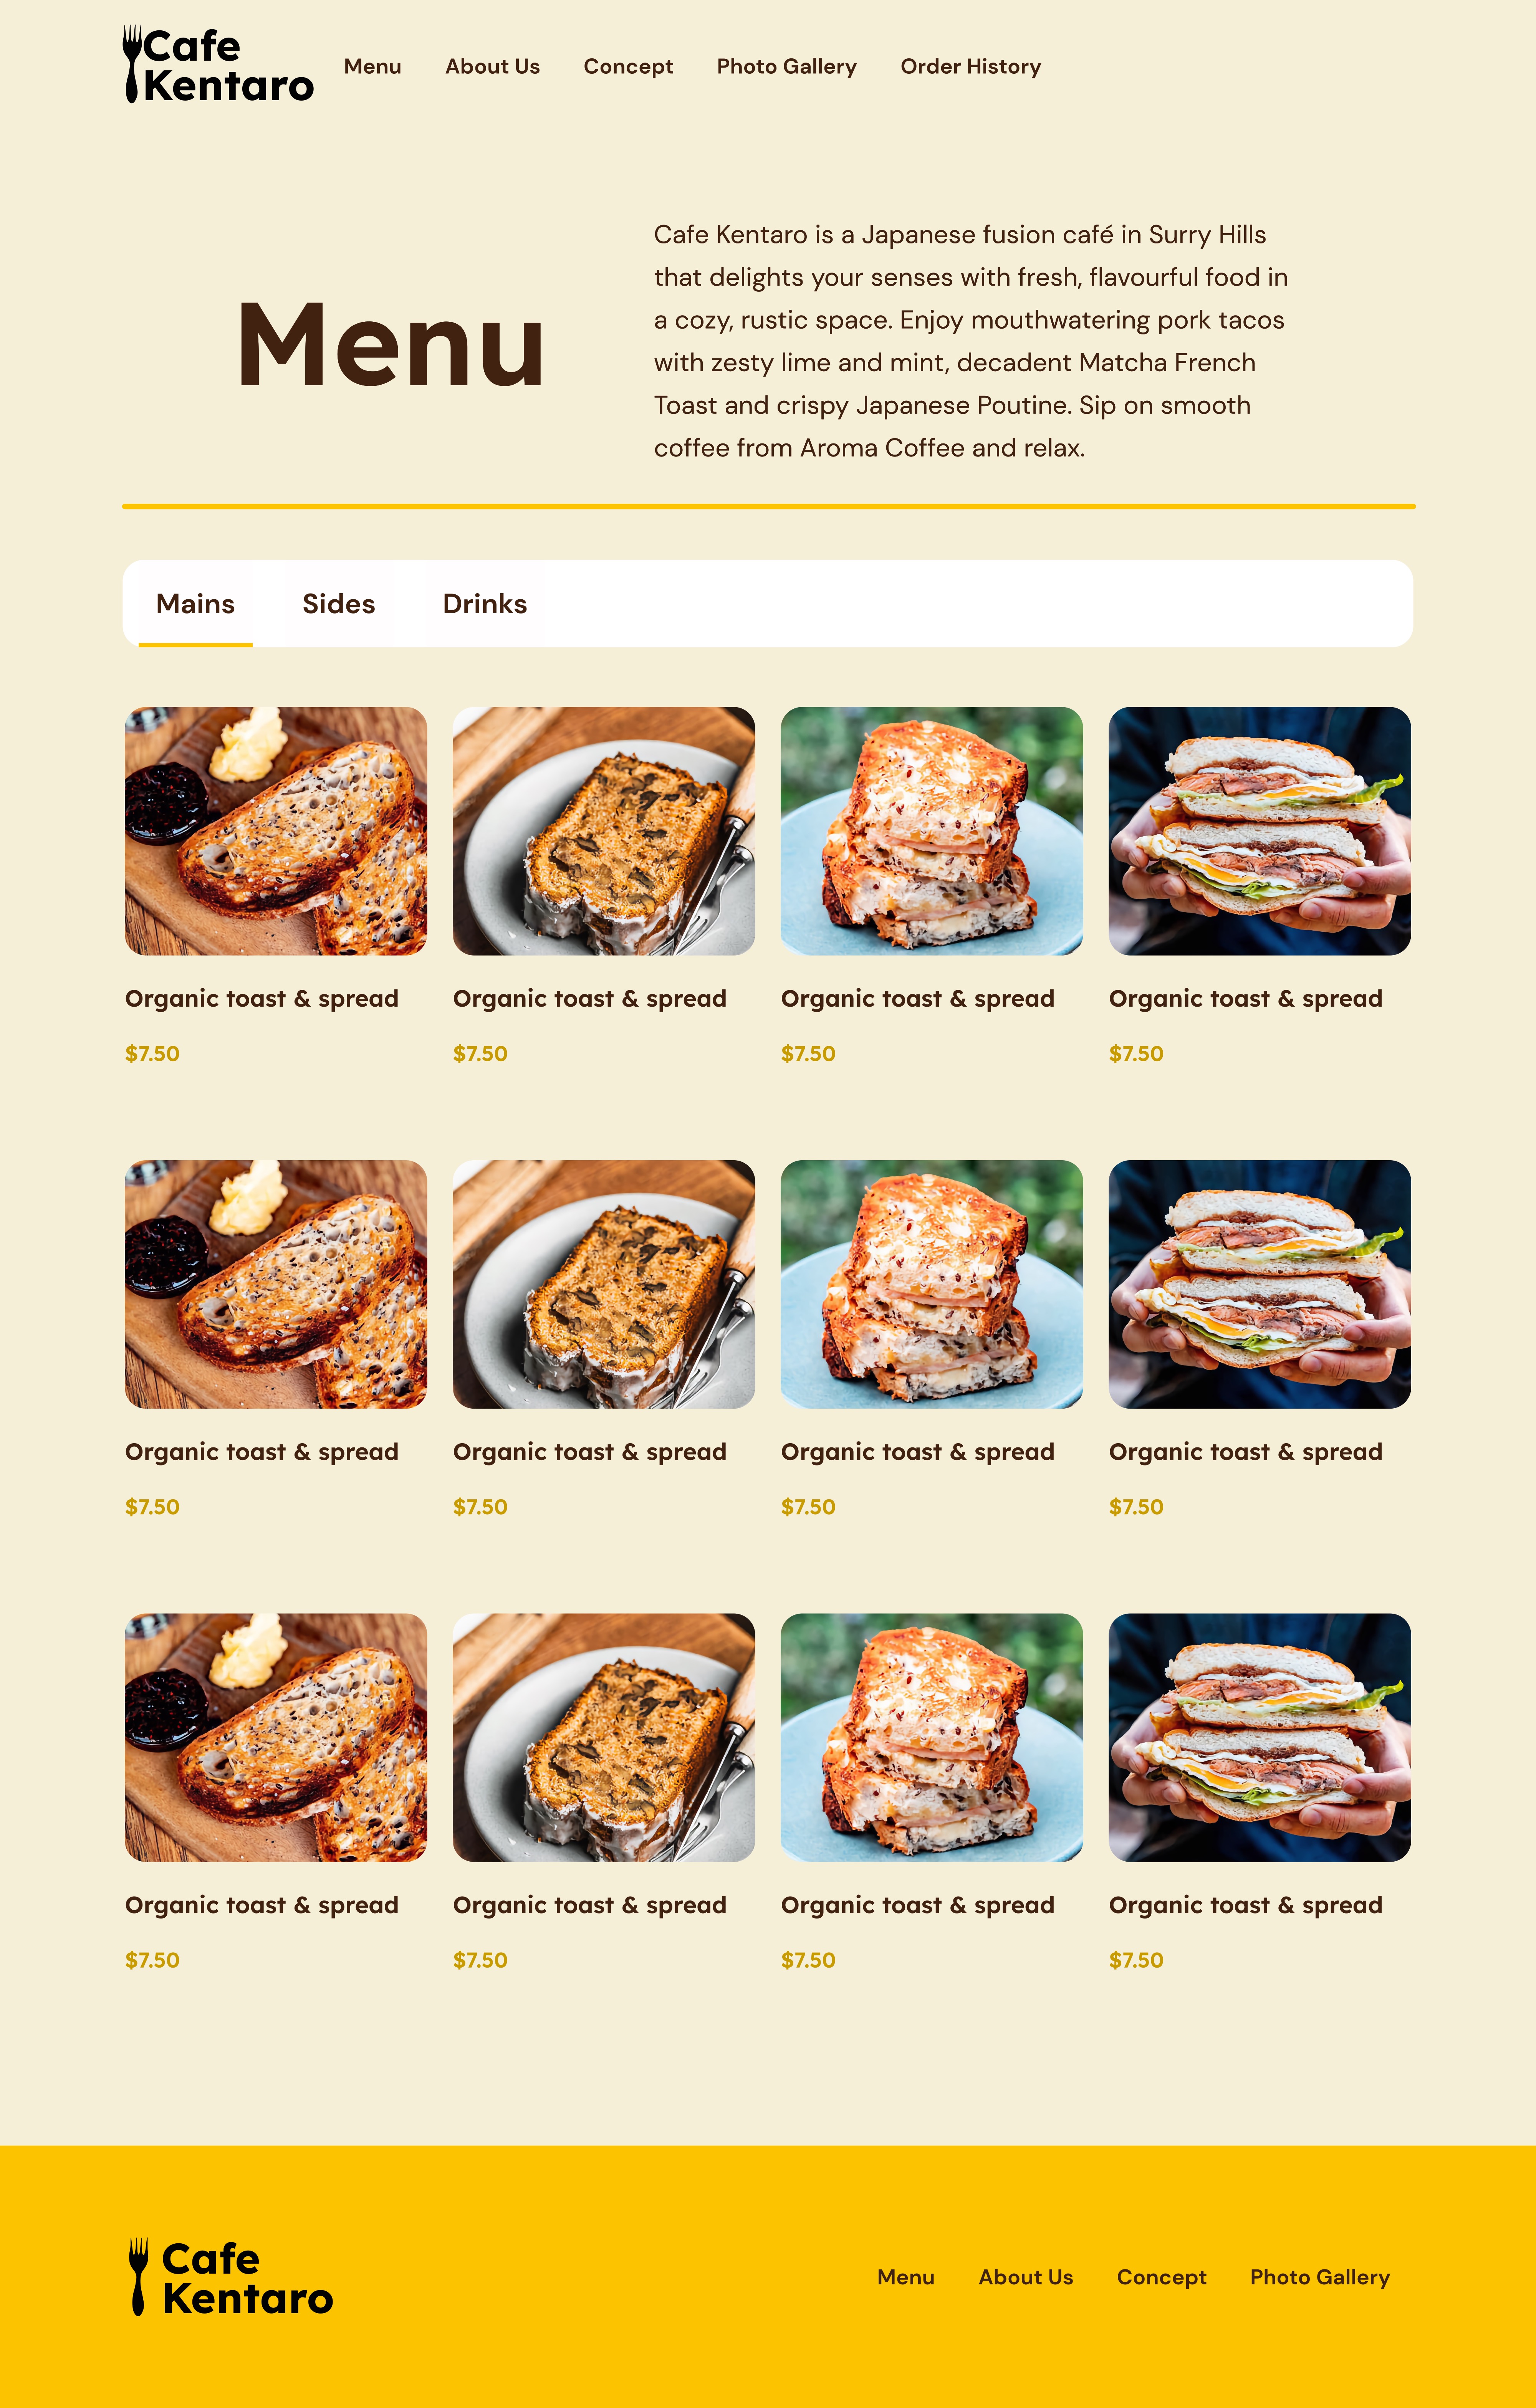 Cafe
Kentaro
Menu About Us Concept Photo Gallery Order History
Menu
Cafe Kentaro is a Japanese fusion café in Surry Hills
that delights your senses with fresh, flavourful food in
a cozy, rustic space. Enjoy mouthwatering pork tacos
with zesty lime and mint, decadent Matcha French
Toast and crispy Japanese Poutine. Sip on smooth
coffee from Aroma Coffee and relax.
Mains Sides Drinks
Organic toast & spread Organic toast & spread Organic toast & spread Organic toast & spread
$7.50 $7.50 $7.50 $7.50
Organic toast & spread Organic toast & spread Organic toast & spread Organic toast & spread
$7.50 $7.50 $7.50 $7.50
Organic toast & spread Organic toast & spread Organic toast & spread Organic toast & spread
$7.50 $7.50 $7.50 $7.50
Cafe
Kentaro
Menu About Us Concept Photo Gallery